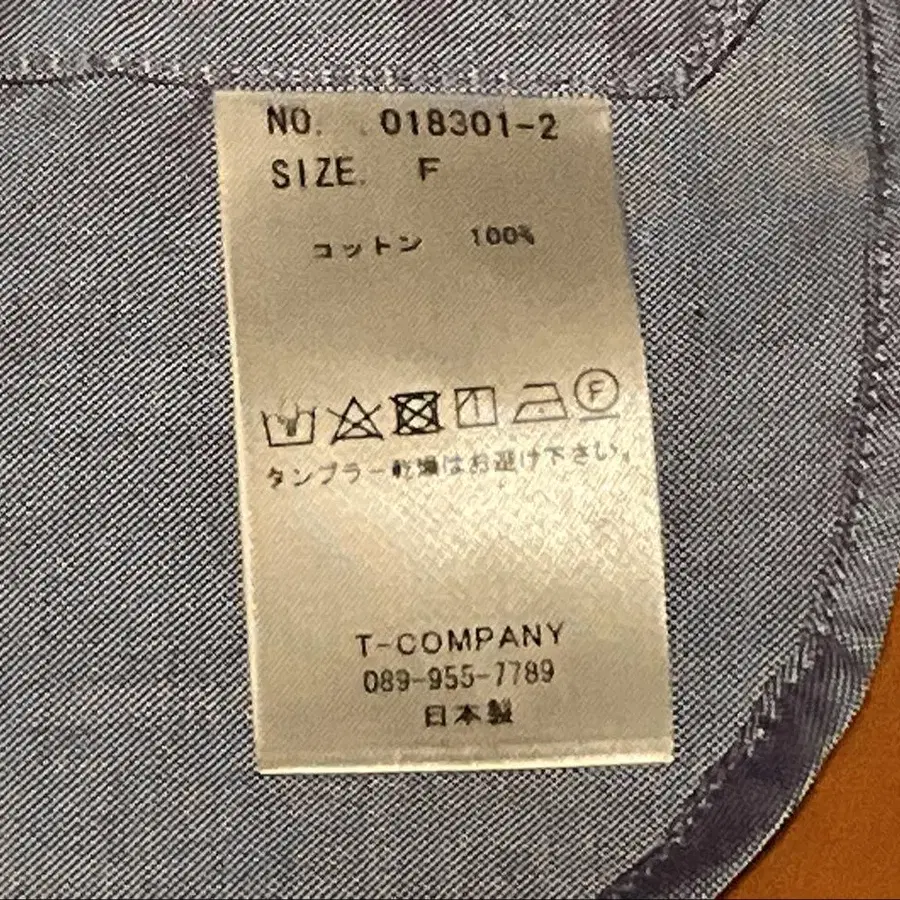 NO. 018301-2
SIZE. F
コットン 100%
F
タンブラー乾燥はお避け下さい。
T-COMPANY
089-955-7789
日本製